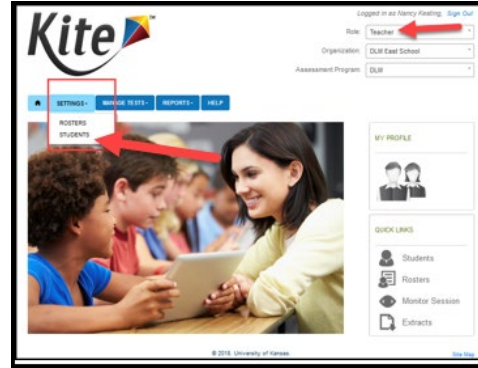 Logged in as Nancy Keating Sign Out
Kite
Role: Teacher
Organization: DLM East School
Assessment Program: DLM
SETTINGS MANAGE TESTS REPORTS HELP
ROSTERS
STUDENTS
MY PROFILE
QUICK LINKS
Students
Rosters
Monitor Session
Extracts
© 2018. University of Kansas. Site Map